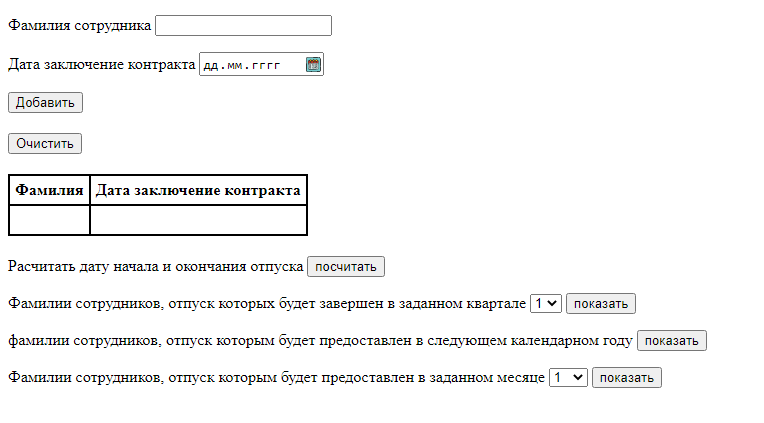 Фамилия сотрудника
Дата заключение контракта дд.мм.гггг
Добавить
Очистить
Фамилия Дата заключение контракта
Расчитать дату начала и окончания отпуска посчитать
Фамилии сотрудников, отпуск которых будет завершен в заданном квартале 1 показать
фамилии сотрудников, отпуск которым будет предоставлен в следующем календарном году показать
Фамилии сотрудников, отпуск которым будет предоставлен в заданном месяце 1 показать